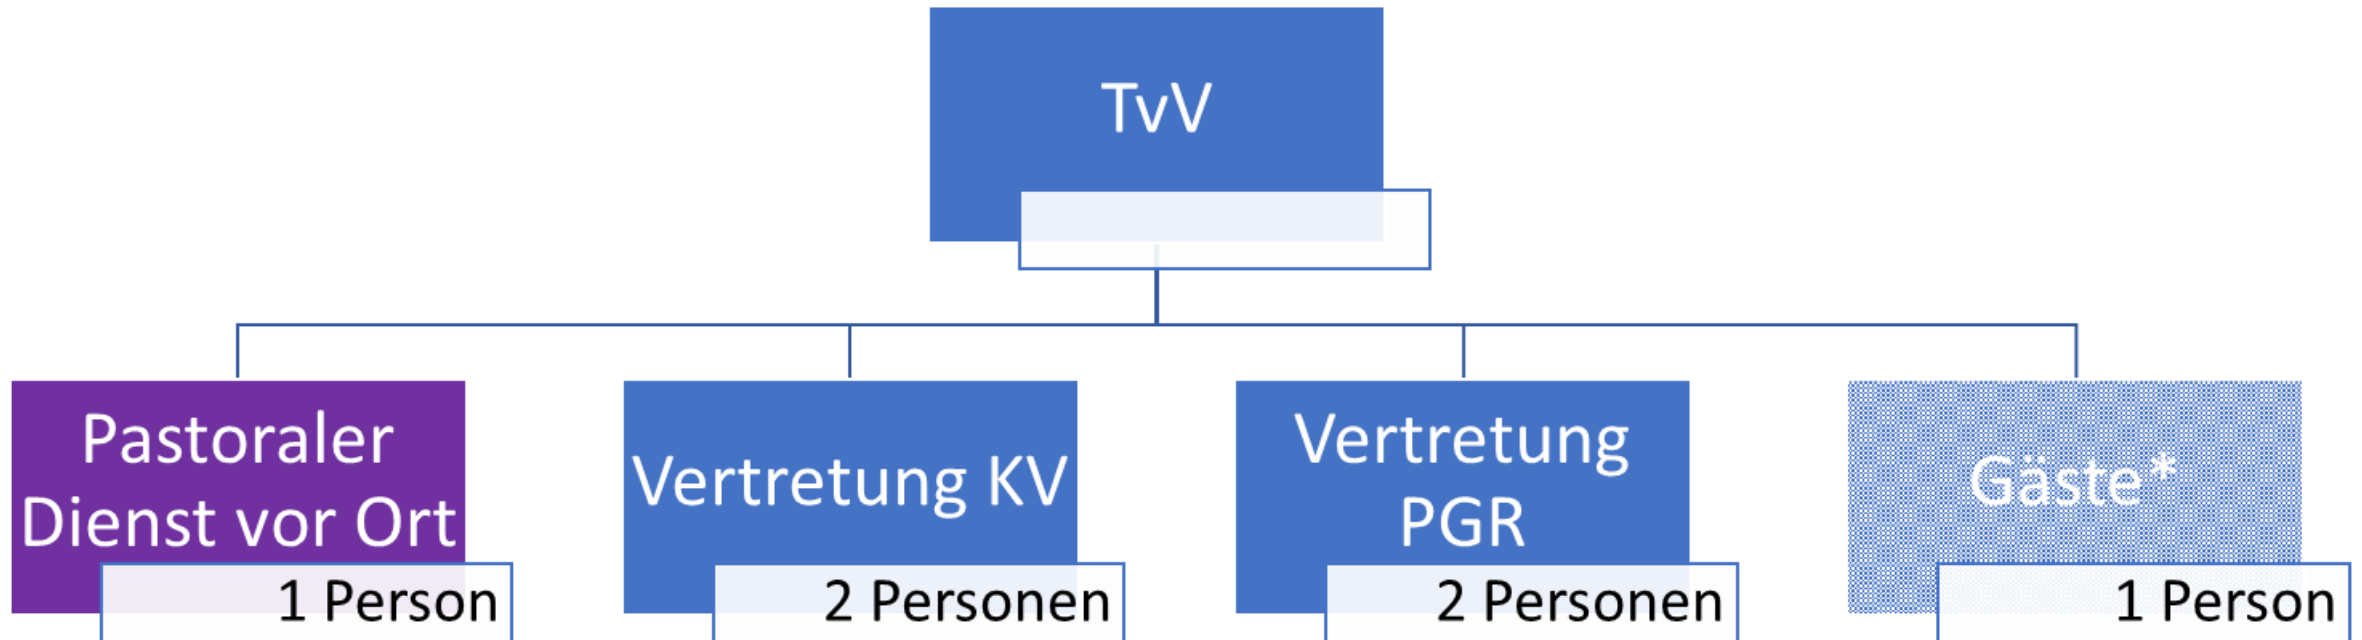 TvV
Pastoraler
Dienst vor Ort
1 Person
Vertretung KV
2 Personen
Vertretung
PGR
2 Personen
Gäste*
1 Person